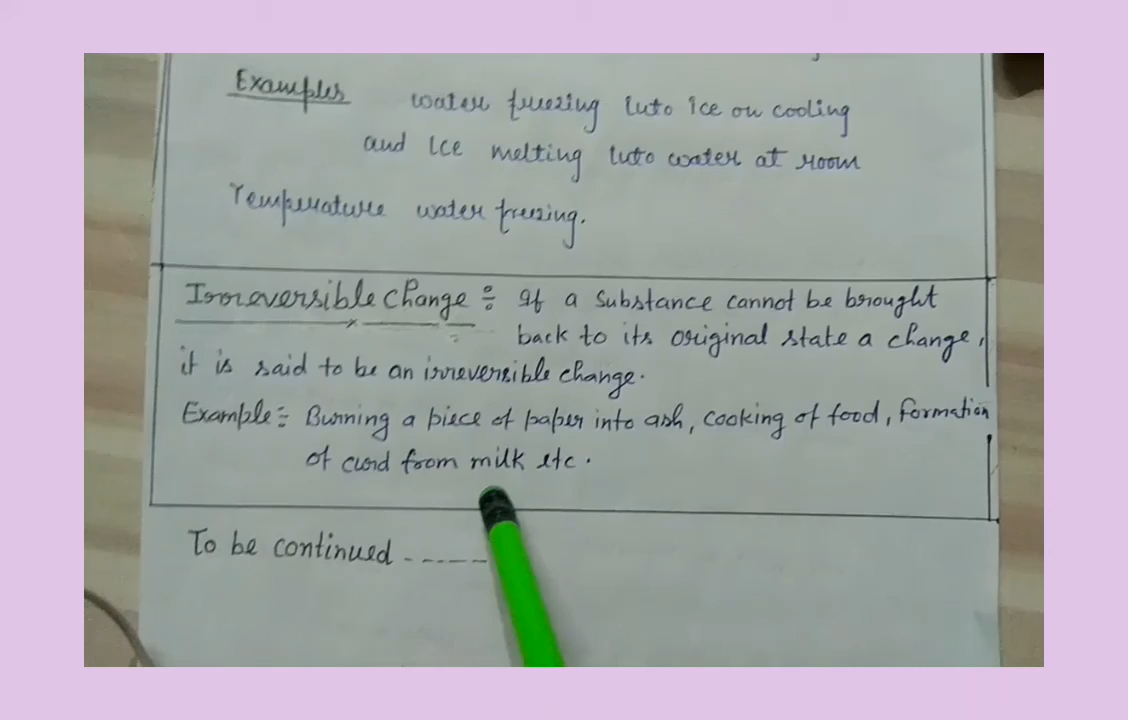 Examples water freezing into ice on cooling
and Ice melting into water at room
Temperature water freezing.
Irreversible change : If a substance cannot be brought
back to its original state a change,
it is said to be an irreversible change.
Example :- Burning a piece of paper into ash, cooking of food, formation
of curd from milk etc.
To be continued ------